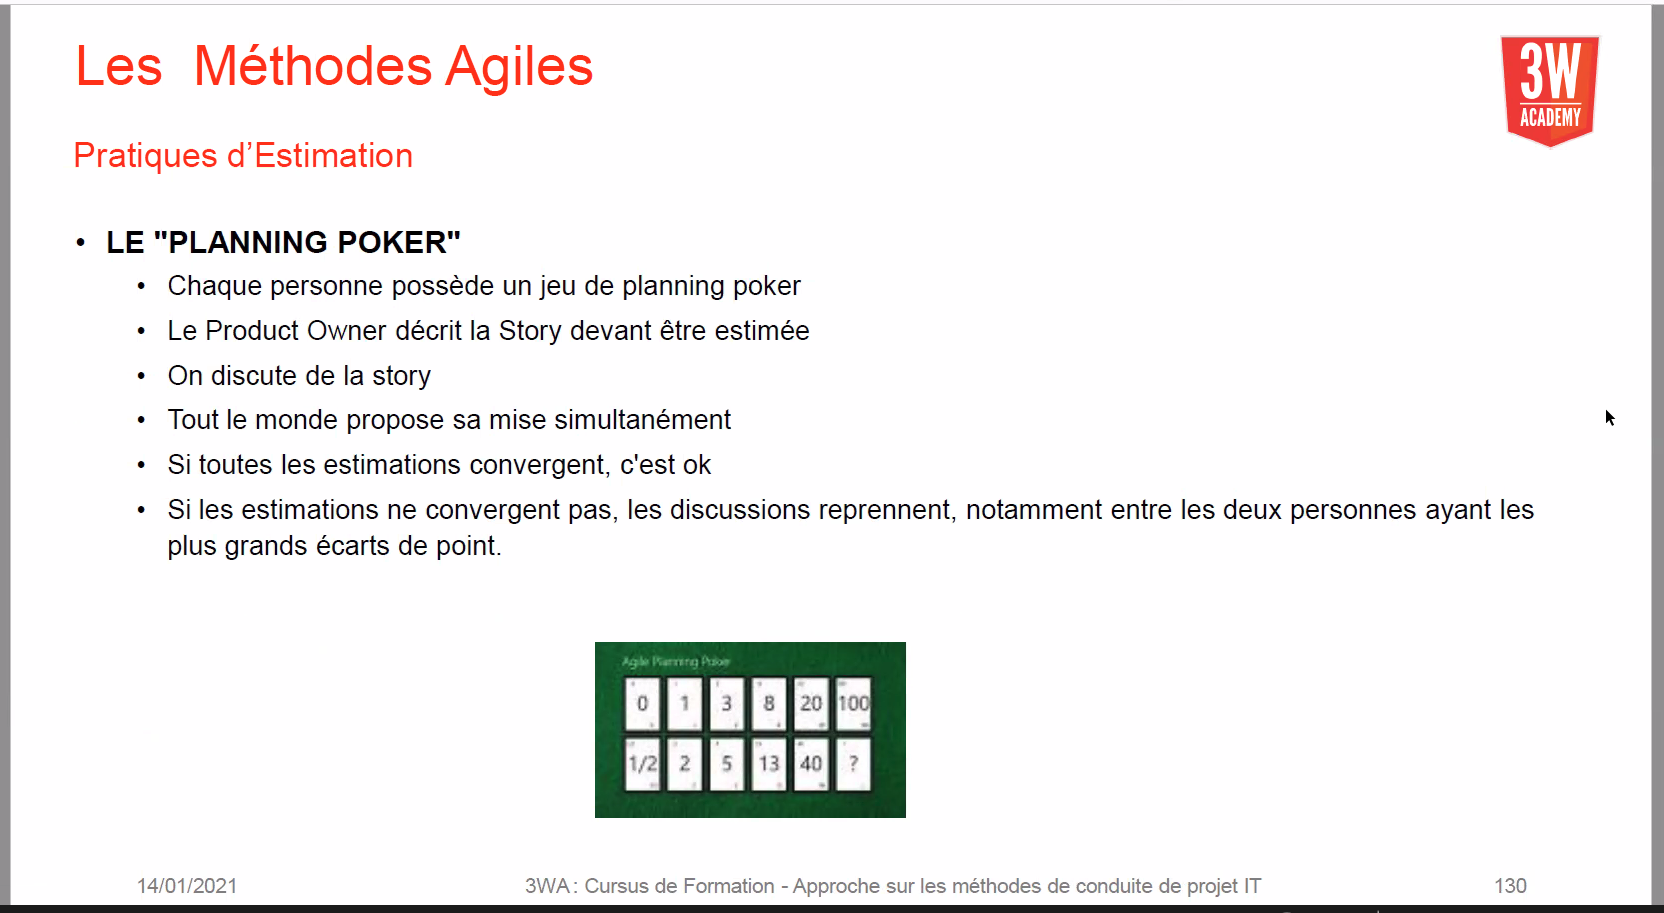 Les Méthodes Agiles
3W
ACADEMY
Pratiques d’Estimation
• LE "PLANNING POKER"
• Chaque personne possède un jeu de planning poker
• Le Product Owner décrit la Story devant être estimée
• On discute de la story
• Tout le monde propose sa mise simultanément
• Si toutes les estimations convergent, c'est ok
• Si les estimations ne convergent pas, les discussions reprennent, notamment entre les deux personnes ayant les
plus grands écarts de point.
Agile Planning Poker
0 1 3 8 20 100
1/2 2 5 13 40 ?
14/01/2021
3WA : Cursus de Formation - Approche sur les méthodes de conduite de projet IT
130